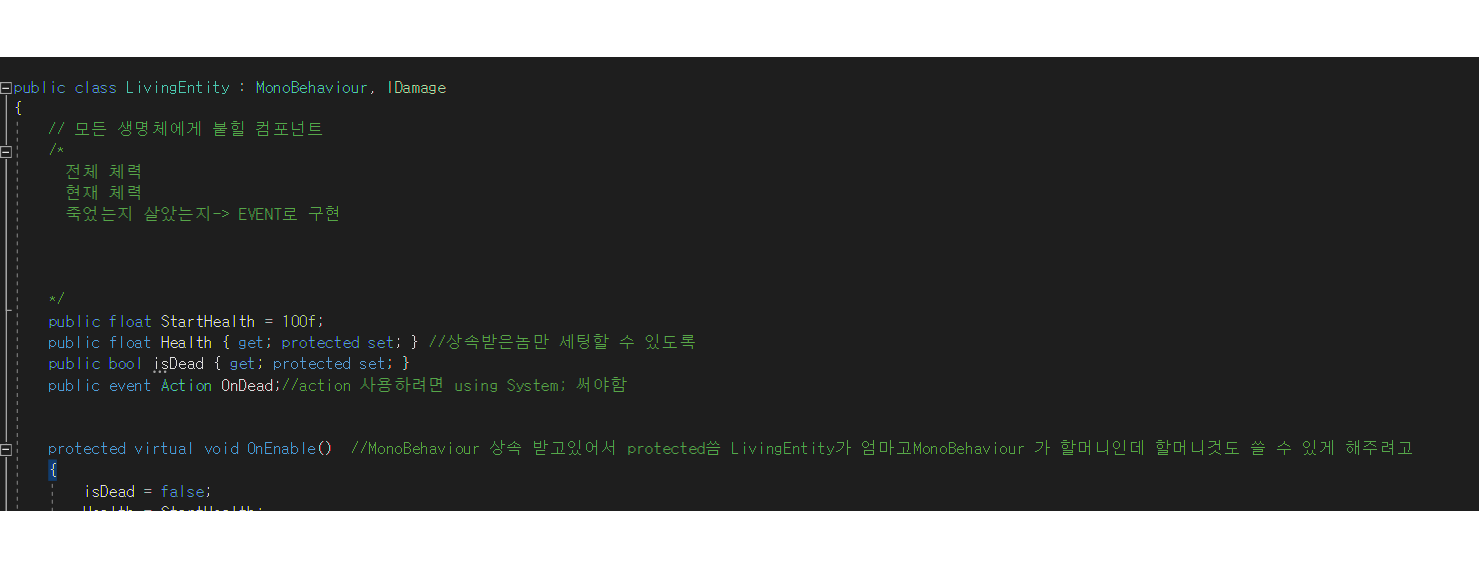 public class LivingEntity : MonoBehaviour, IDamage
{
// 모든 생명체에게 붙힐 컴포넌트
/*
전체 체력
현재 체력
죽었는지 살았는지-> EVENT로 구현
*/
public float StartHealth = 100f;
public float Health { get; protected set; } //상속받은놈만 세팅할 수 있도록
public bool isDead { get; protected set; }
public event Action OnDead;//action 사용하려면 using System; 써야함
protected virtual void OnEnable() //MonoBehaviour 상속 받고있어서 protected씀 LivingEntity가 엄마고MonoBehaviour 가 할머니인데 할머니것도 쓸 수 있게 해주려고
{
isDead = false;
Health = StartHealth;